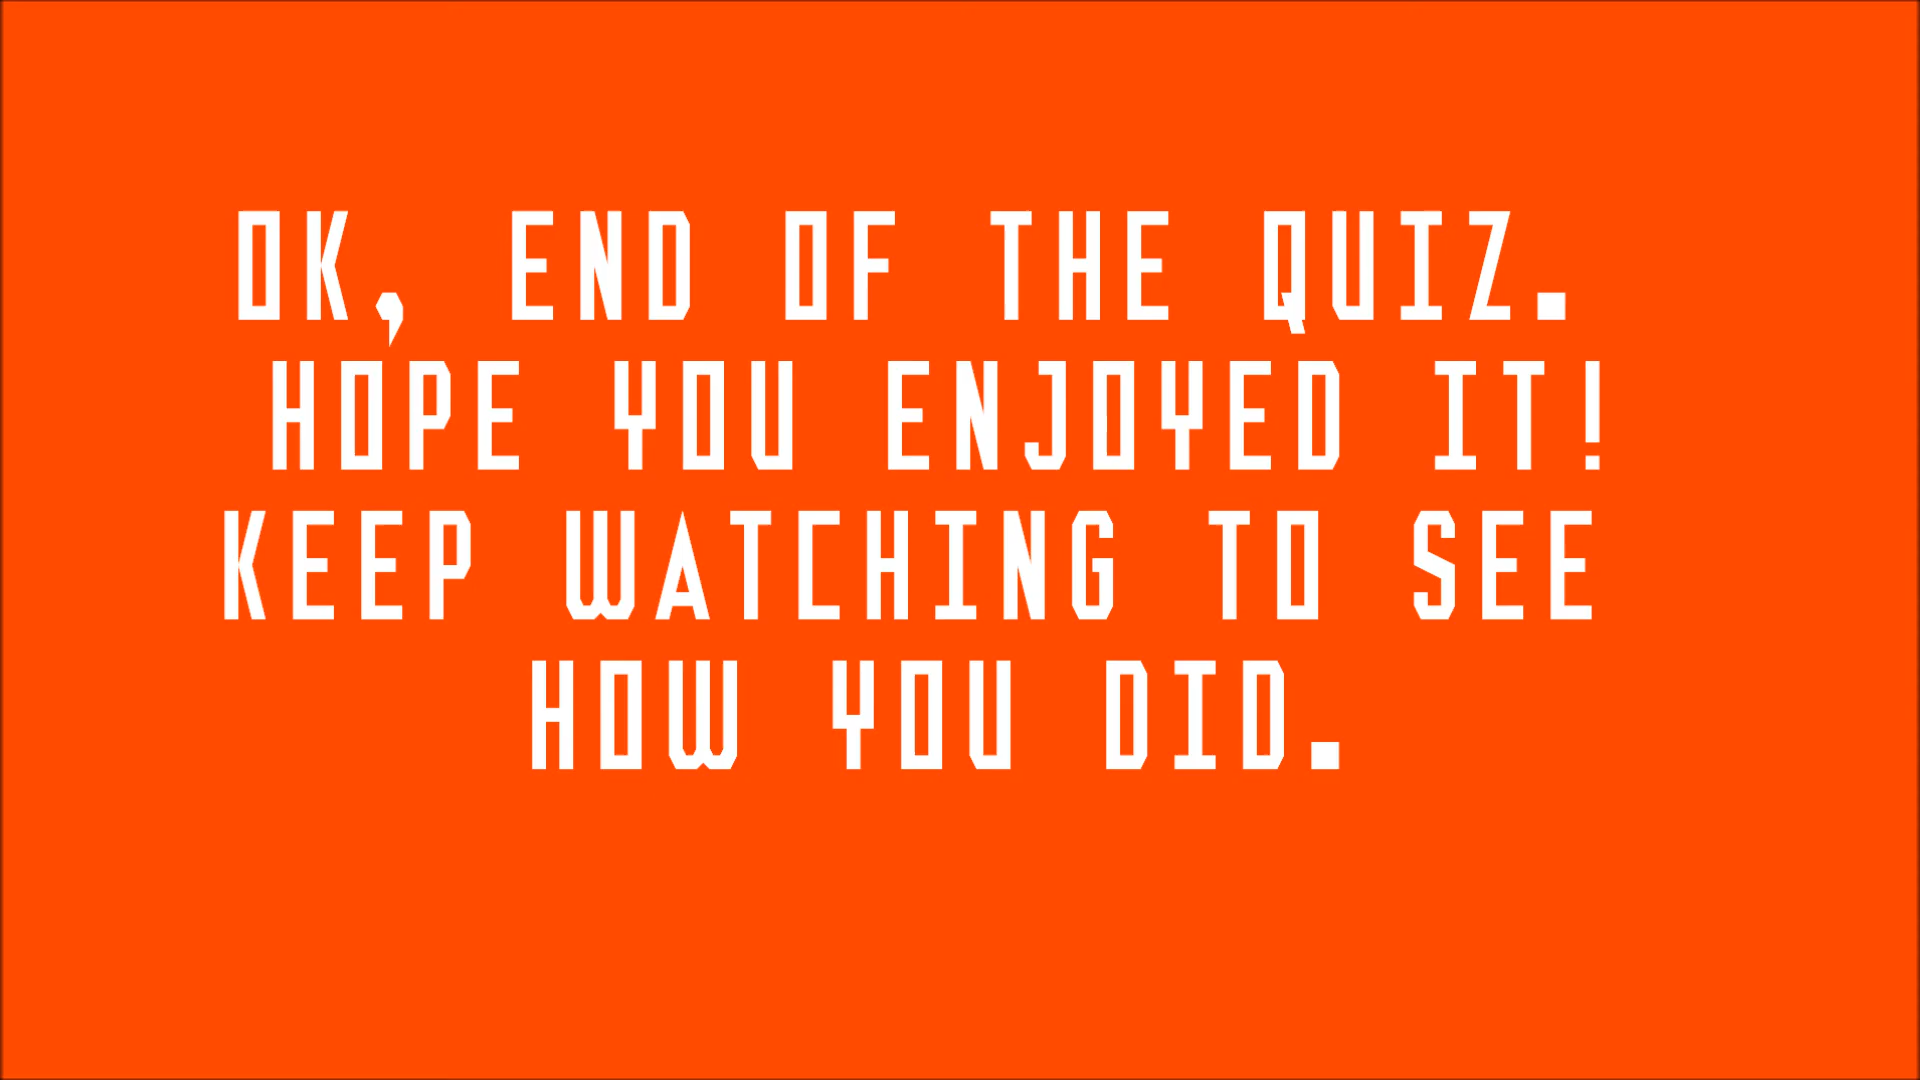 OK, END OF THE QUIZ.
HOPE YOU ENJOYED IT!
KEEP WATCHING TO SEE
HOW YOU DID.